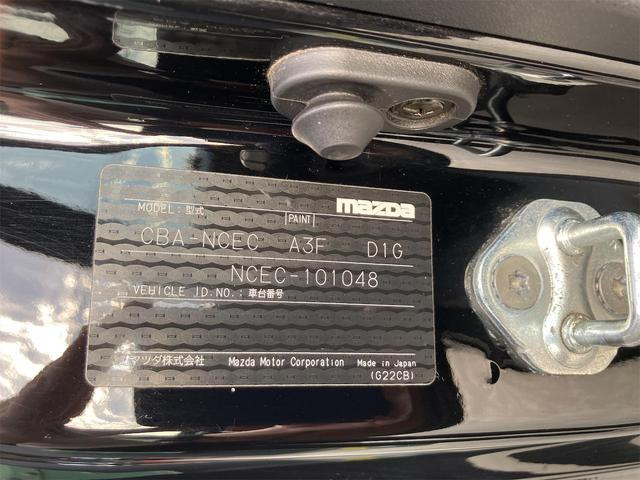 mazda
MODEL:型式 PAINT
CBA-NCEC A3F D1G
NCEC-101048
VEHICLE ID.NO.:車台番号
マツダ株式会社 Mazda Motor Corporation Made in Japan
(G22CB)